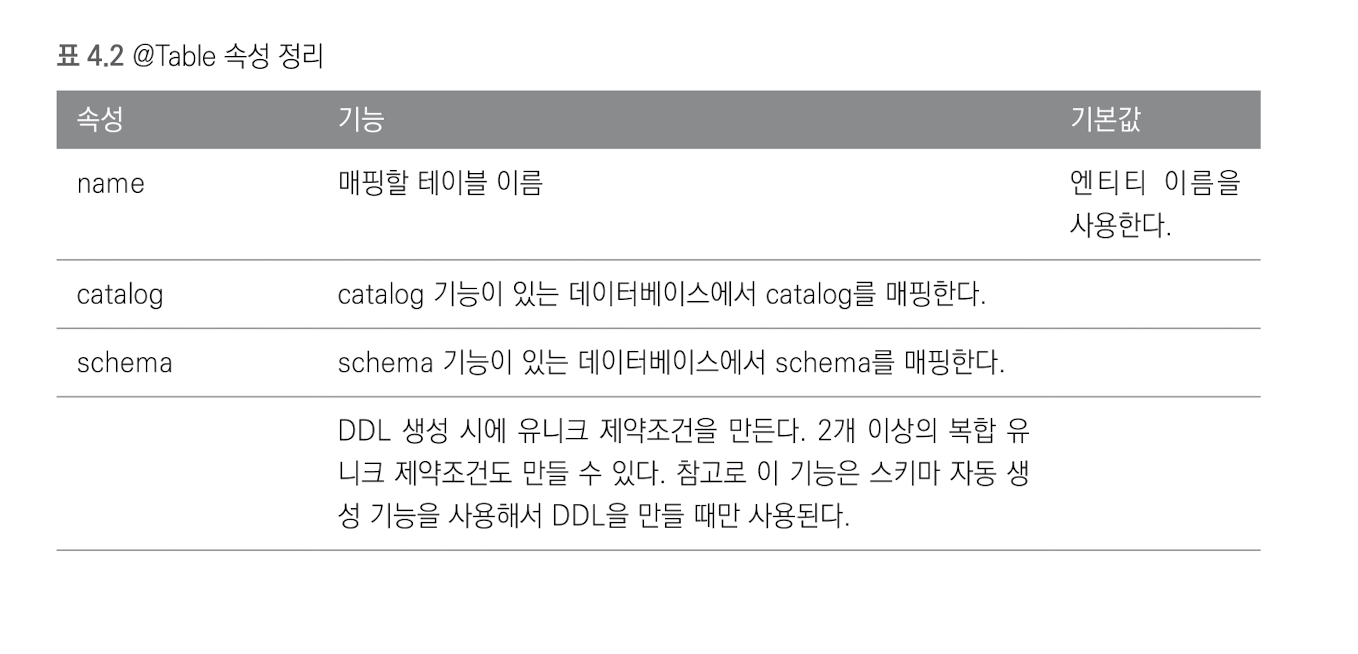 표 4.2 @Table 속성 정리
속성 기능 기본값
name 매핑할 테이블 이름 엔티티 이름을
사용한다.
catalog catalog 기능이 있는 데이터베이스에서 catalog를 매핑한다.
schema schema 기능이 있는 데이터베이스에서 schema를 매핑한다.
DDL 생성 시에 유니크 제약조건을 만든다. 2개 이상의 복합 유
니크 제약조건도 만들 수 있다. 참고로 이 기능은 스키마 자동 생
성 기능을 사용해서 DDL을 만들 때만 사용된다.